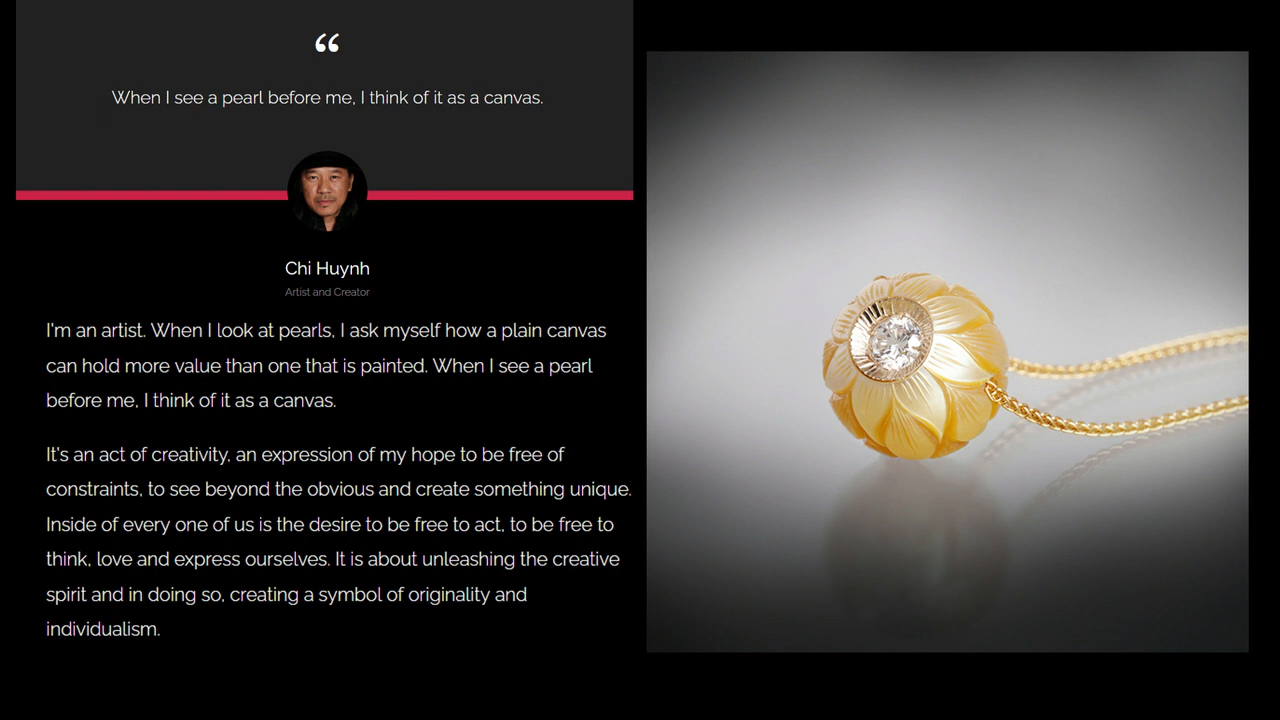 “
When I see a pearl before me, I think of it as a canvas.
Chi Huynh
Artist and Creator
I'm an artist. When I look at pearls, I ask myself how a plain canvas
can hold more value than one that is painted. When I see a pearl
before me, I think of it as a canvas.
It's an act of creativity, an expression of my hope to be free of
constraints, to see beyond the obvious and create something unique.
Inside of every one of us is the desire to be free to act, to be free to
think, love and express ourselves. It is about unleashing the creative
spirit and in doing so, creating a symbol of originality and
individualism.